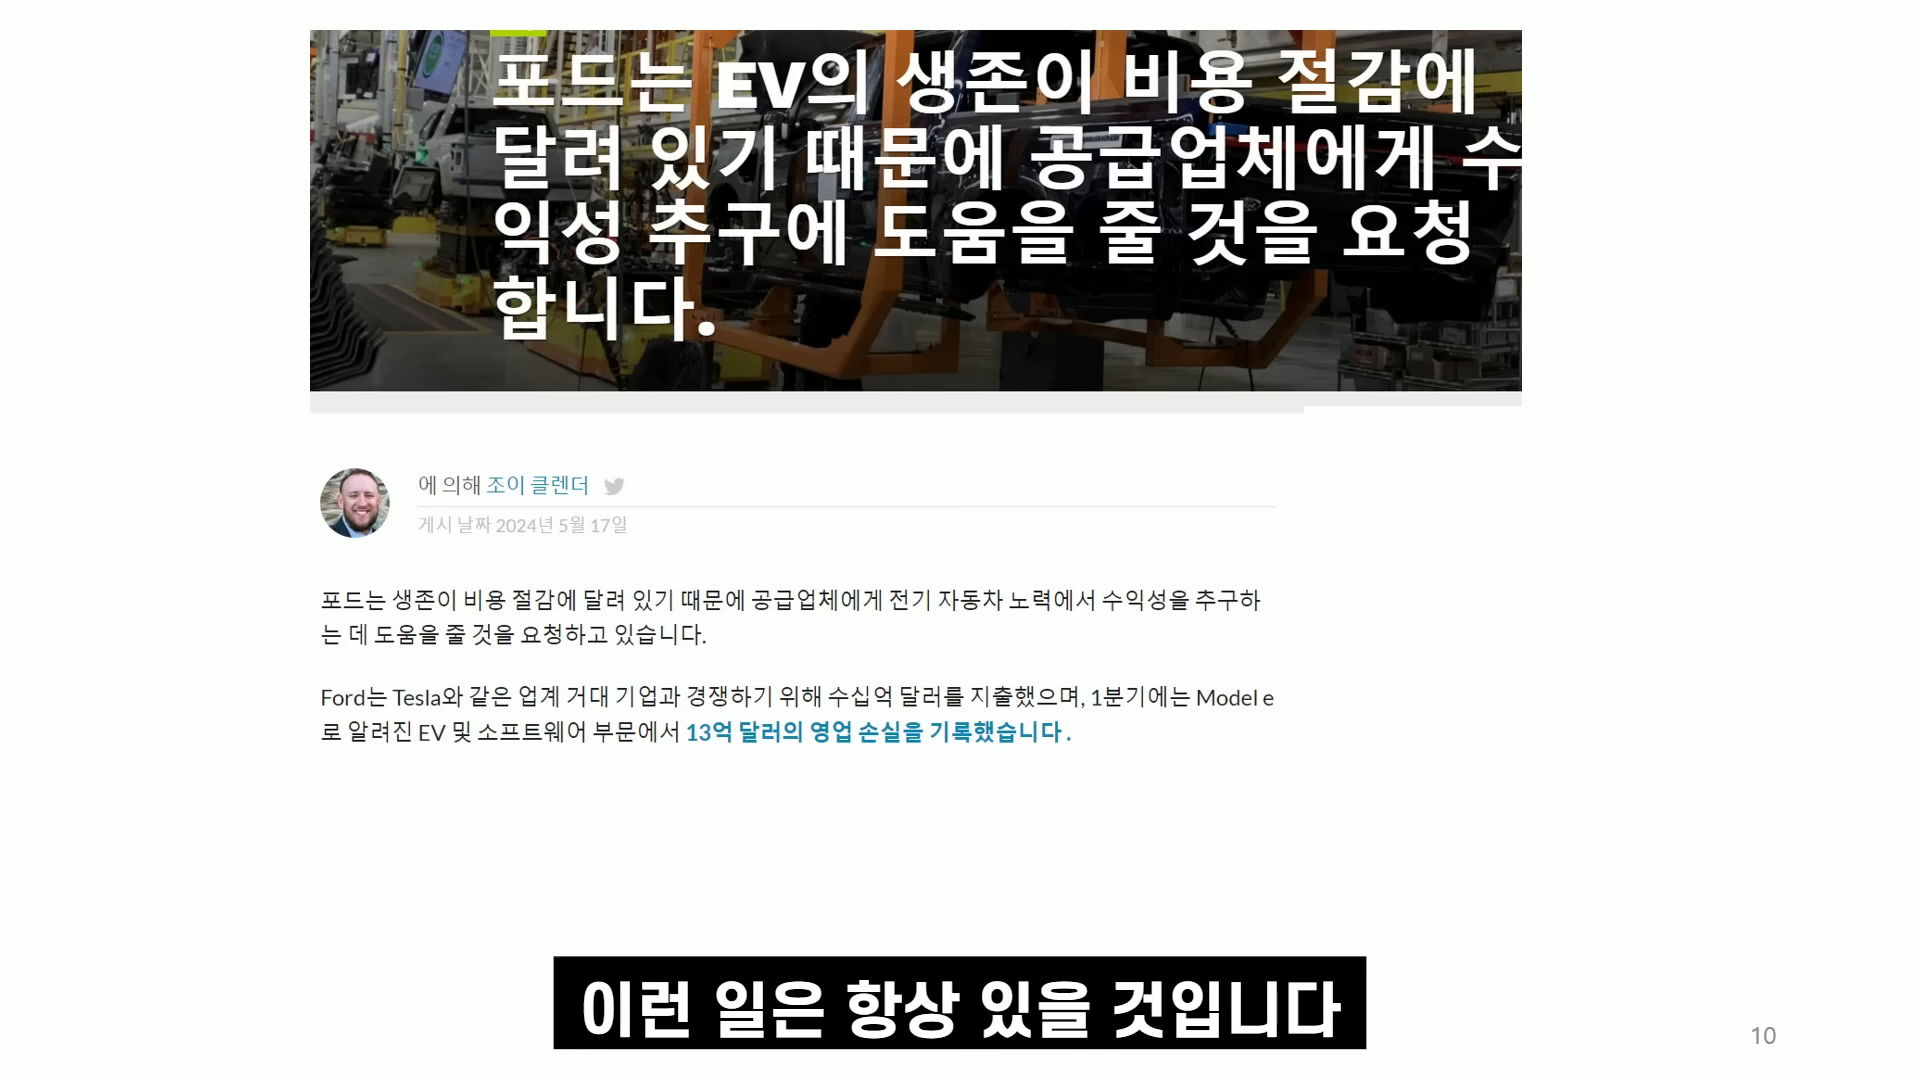 포드는 EV의 생존이 비용 절감에
달려 있기 때문에 공급업체에게 수
익성 추구에 도움을 줄 것을 요청
합니다.
에 의해 조이 클렌더
게시 날짜 2024년 5월 17일
포드는 생존이 비용 절감에 달려 있기 때문에 공급업체에게 전기 자동차 노력에서 수익성을 추구하
는 데 도움을 줄 것을 요청하고 있습니다.
Ford는 Tesla와 같은 업계 거대 기업과 경쟁하기 위해 수십억 달러를 지출했으며, 1분기에는 Model e
로 알려진 EV 및 소프트웨어 부문에서 13억 달러의 영업 손실을 기록했습니다 .
이런 일은 항상 있을 것입니다
10